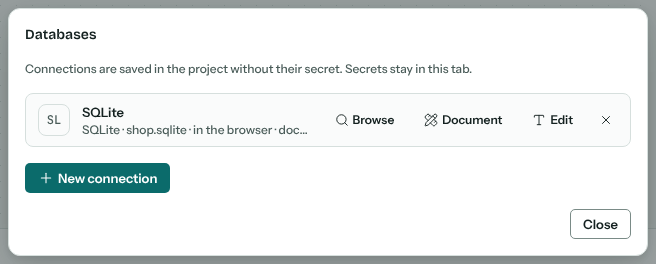 Databases
Connections are saved in the project without their secret. Secrets stay in this tab.
SL
SQLite
SQLite · shop.sqlite · in the browser · doc...
Browse
Document
Edit
New connection
Close